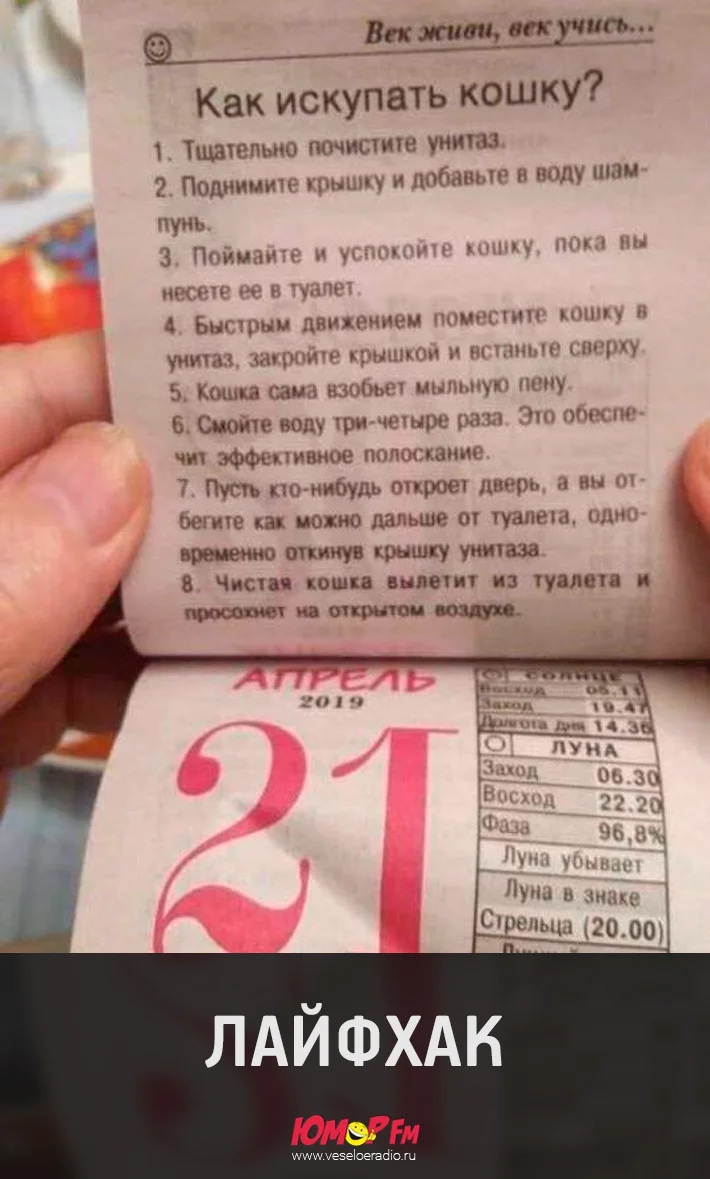 Век живи, век учись...
Как искупать кошку?
1. Тщательно почистите унитаз.
2. Поднимите крышку и добавьте в воду шам-
пунь.
3. Поймайте и успокойте кошку, пока вы
несете ее в туалет.
4. Быстрым движением поместите кошку в
унитаз, закройте крышкой и встаньте сверху.
5. Кошка сама взобьет мыльную пену.
6. Смойте воду три-четыре раза. Это обеспе-
чит эффективное полоскание.
7. Пусть кто-нибудь откроет дверь, а вы от-
бегите как можно дальше от туалета, одно-
временно откинув крышку унитаза.
8. Чистая кошка вылетит из туалета и
просохнет на открытом воздухе.
АПРЕЛЬ
2019
21
СОЛНЦЕ
Восход 05.11
Заход 19.47
Долгота дня 14.36
ЛУНА
Заход 06.30
Восход 22.20
Фаза 96,8%
Луна убывает
Луна в знаке
Стрельца (20.00)
ЛАЙФХАК
ЮМОР FM
www.veseloeradio.ru